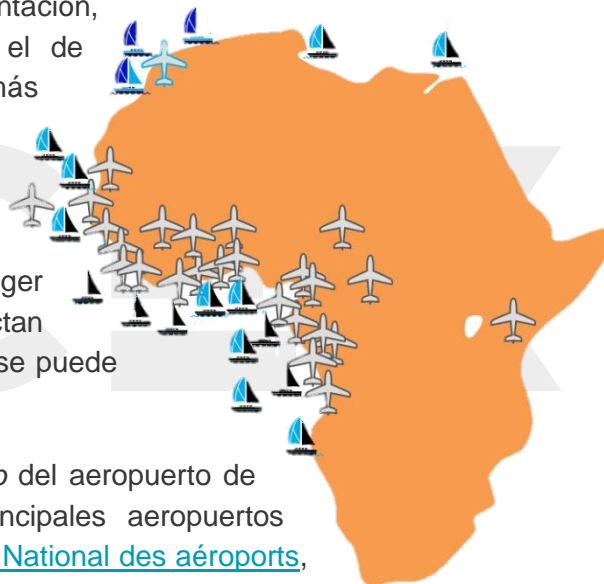 ntación,
el de
más
ger
ctan
se puede
del aeropuerto de
ncipales aeropuertos
National des aéroports,